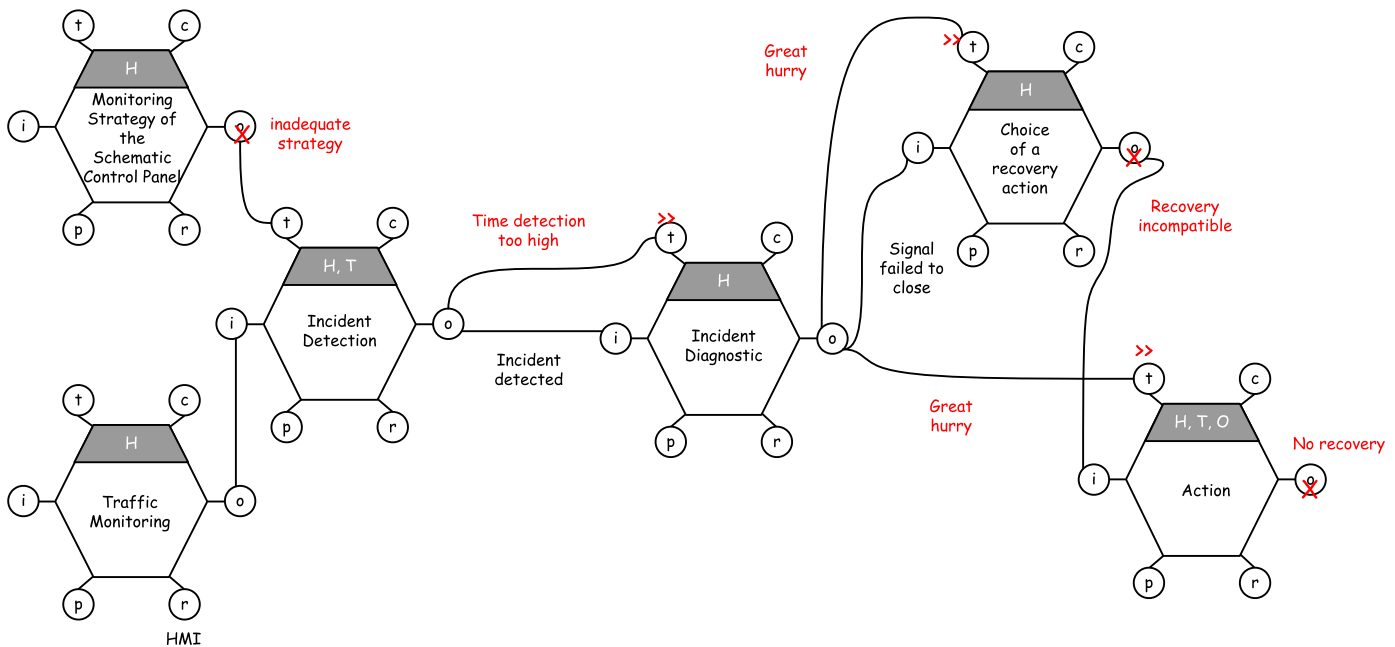 t
c
H
Monitoring
Strategy of
the
Schematic
Control Panel
i
o
X
p
r
inadequate
strategy
t
c
H, T
Incident
Detection
i
o
p
r
t
c
H
Traffic
Monitoring
i
o
p
r
HMI
Time detection
too high
Incident
detected
>>
t
c
H
Incident
Diagnostic
i
o
p
r
Great
hurry
>>
t
c
H
Choice
of a
recovery
action
i
o
X
p
r
Signal
failed to
close
Recovery
incompatible
Great
hurry
>>
t
c
H, T, O
Action
i
o
X
p
r
No recovery